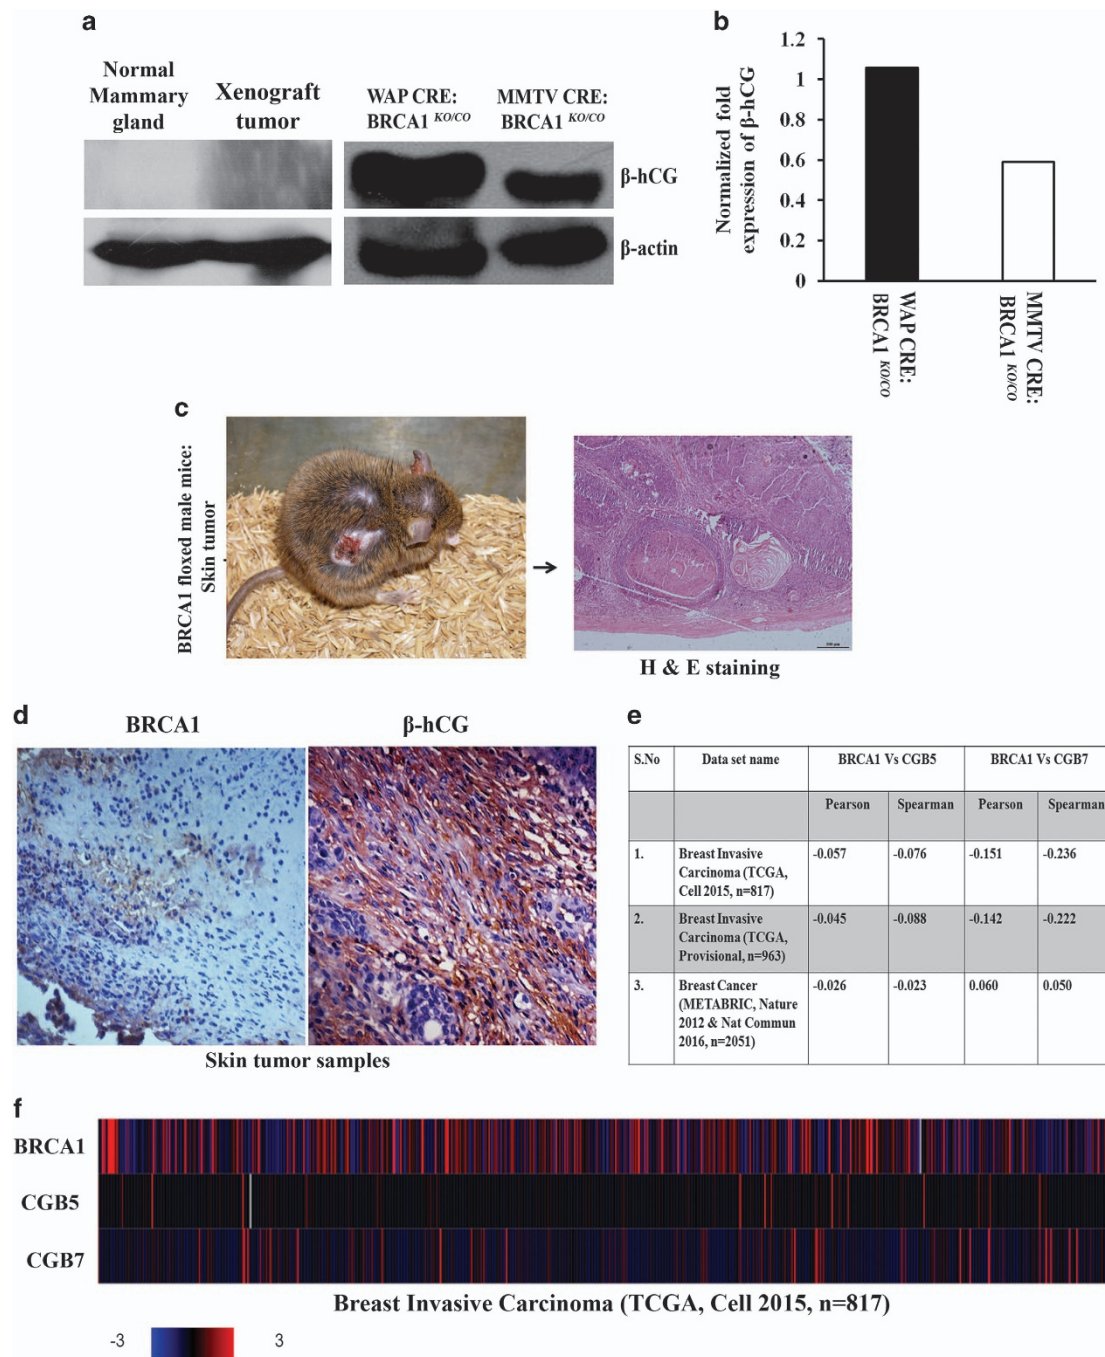 a
Normal
Mammary
gland
Xenograft
tumor
WAP CRE:
BRCA1 KO/CO
MMTV CRE:
BRCA1 KO/CO
β-hCG
β-actin
b
Normalized fold
expression of β-hCG
1.2
1
0.8
0.6
0.4
0.2
0
WAP CRE:
BRCA1 KO/CO
MMTV CRE:
BRCA1 KO/CO
c
BRCA1 floxed male mice:
Skin tumor
H & E staining
d
BRCA1
β-hCG
Skin tumor samples
e
S.No Data set name BRCA1 Vs CGB5 BRCA1 Vs CGB7
Pearson Spearman Pearson Spearman
1. Breast Invasive -0.057 -0.076 -0.151 -0.236
Carcinoma (TCGA,
Cell 2015, n=817)
2. Breast Invasive -0.045 -0.088 -0.142 -0.222
Carcinoma (TCGA,
Provisional, n=963)
3. Breast Cancer -0.026 -0.023 0.060 0.050
(METABRIC, Nature
2012 & Nat Commun
2016, n=2051)
f
BRCA1
CGB5
CGB7
Breast Invasive Carcinoma (TCGA, Cell 2015, n=817)
-3 3